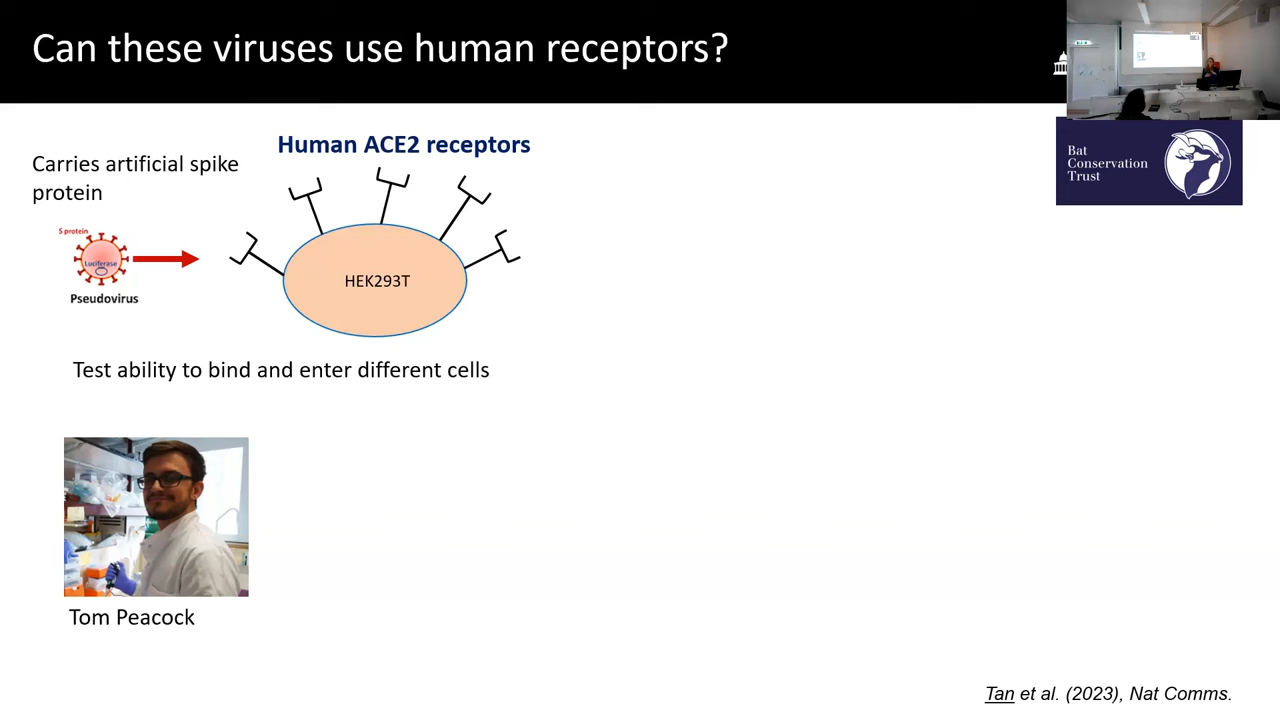 Can these viruses use human receptors?
Bat
Conservation
Trust
Human ACE2 receptors
Carries artificial spike
protein
S protein
Luciferase
Pseudovirus
HEK293T
Test ability to bind and enter different cells
Tom Peacock
Tan et al. (2023), Nat Comms.